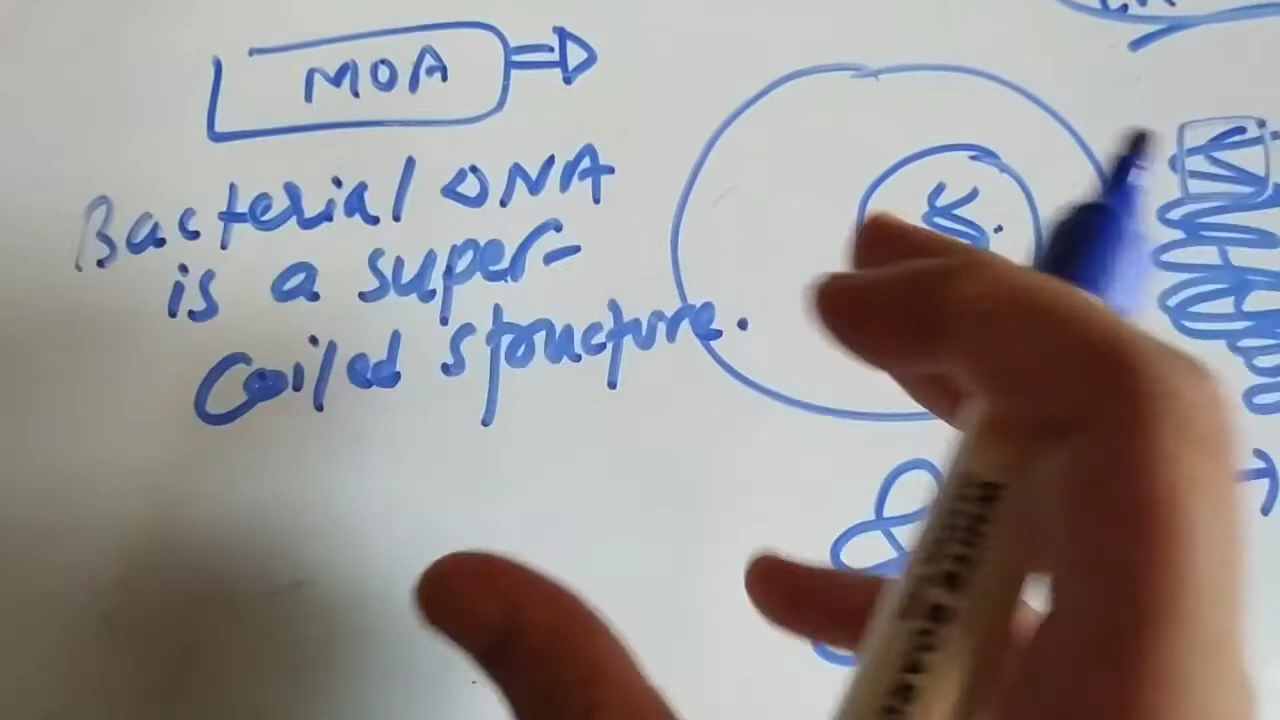 MOA
Bacterial DNA
is a super-
Coiled structure.